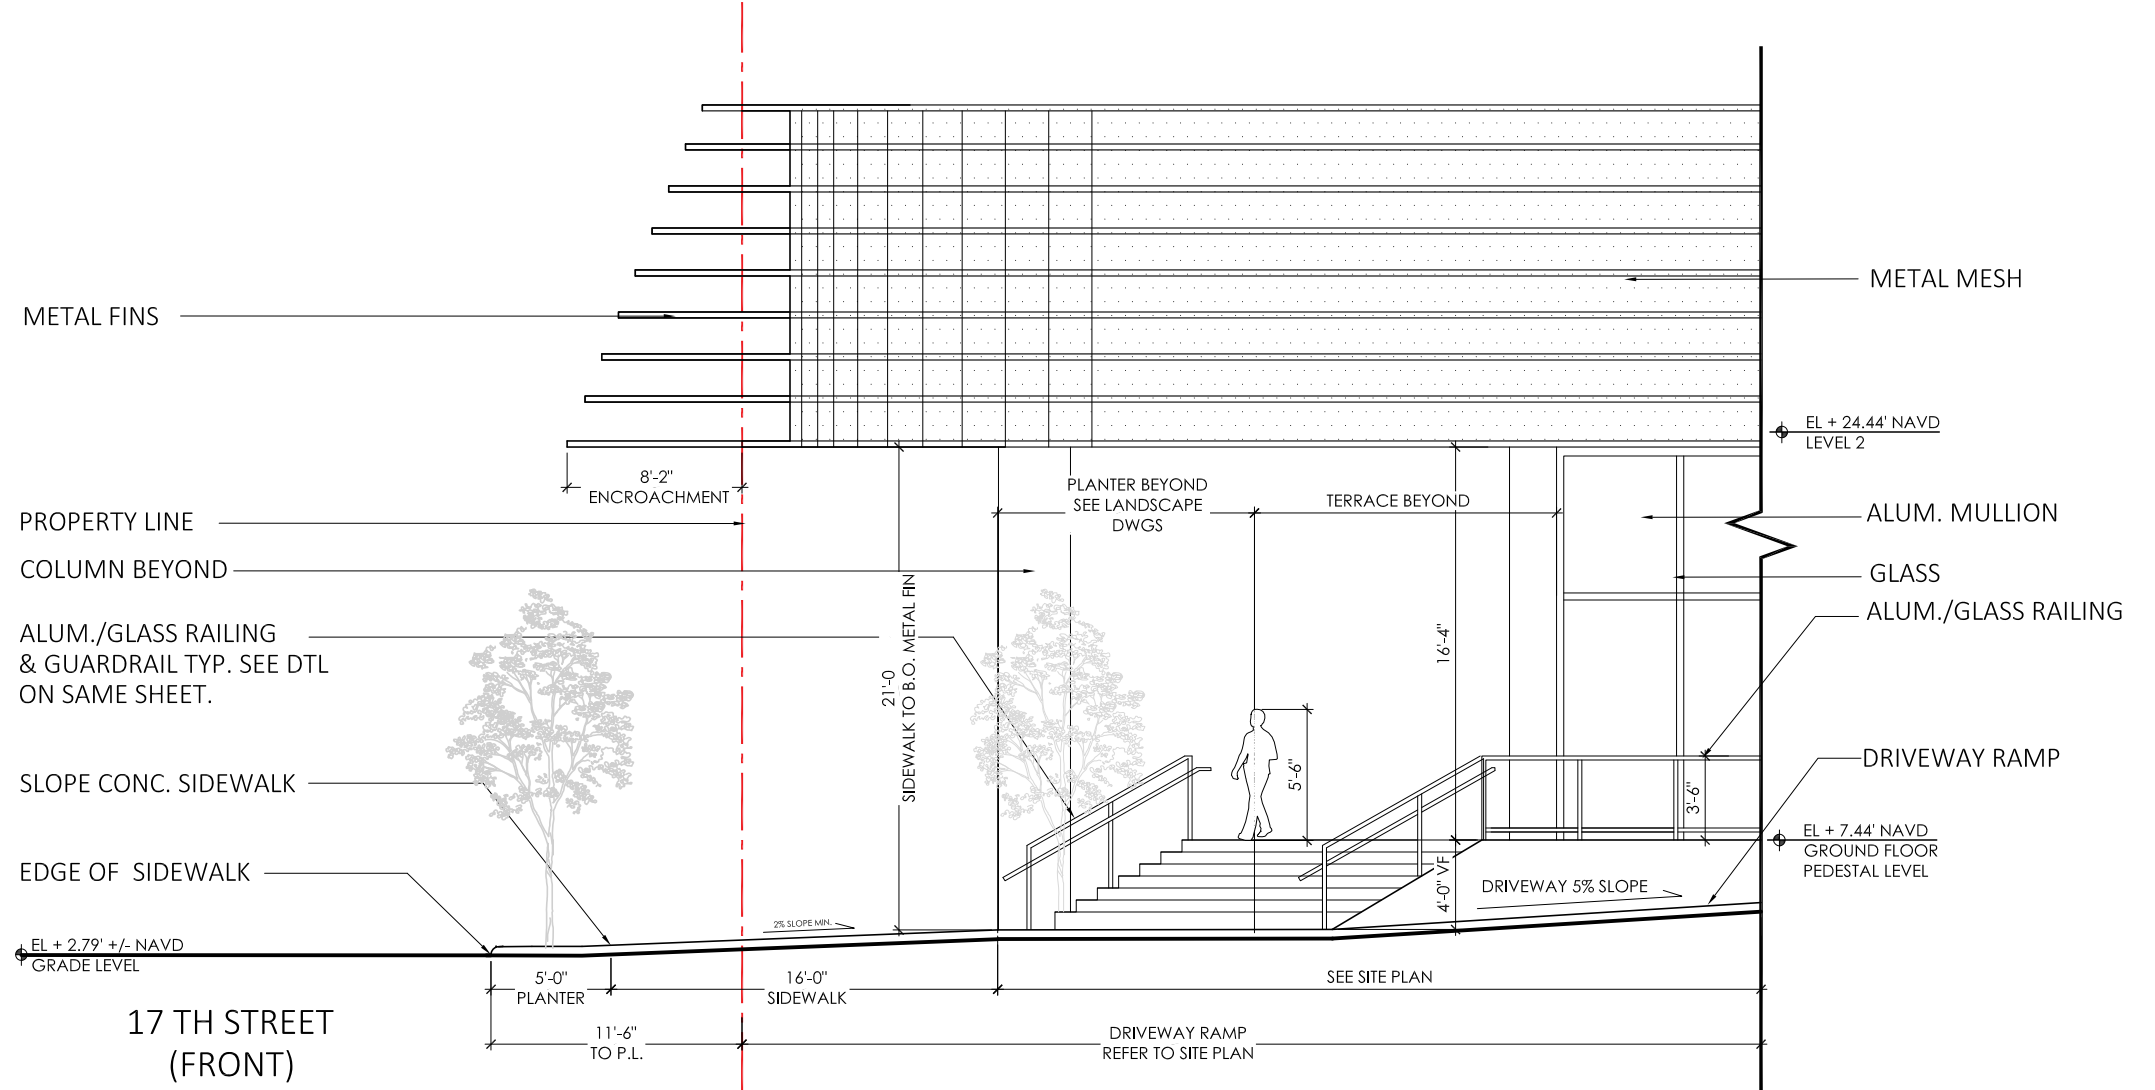 METAL FINS
METAL MESH
EL + 24.44' NAVD
LEVEL 2
8'-2"
ENCROACHMENT
PLANTER BEYOND
SEE LANDSCAPE
DWGS
TERRACE BEYOND
PROPERTY LINE
ALUM. MULLION
COLUMN BEYOND
GLASS
ALUM./GLASS RAILING
ALUM./GLASS RAILING
& GUARDRAIL TYP. SEE DTL
ON SAME SHEET.
21'-0
SIDEWALK TO B.O. METAL FIN
16'-4"
5'-6"
3'-6"
DRIVEWAY RAMP
SLOPE CONC. SIDEWALK
EL + 7.44' NAVD
GROUND FLOOR
PEDESTAL LEVEL
EDGE OF SIDEWALK
4'-0" VF
DRIVEWAY 5% SLOPE
2% SLOPE MIN.
EL + 2.79' +/- NAVD
GRADE LEVEL
5'-0"
PLANTER
16'-0"
SIDEWALK
SEE SITE PLAN
17 TH STREET
(FRONT)
11'-6"
TO P.L.
DRIVEWAY RAMP
REFER TO SITE PLAN